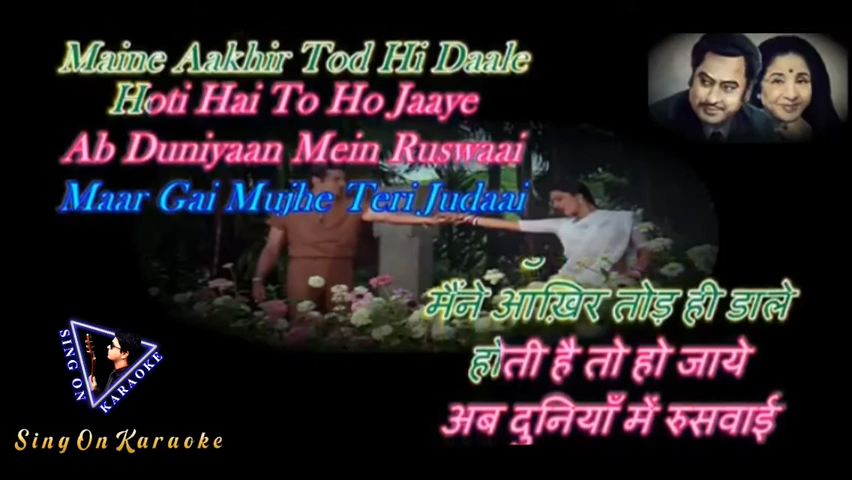 Maine Aakhir Tod Hi Daale
Hoti Hai To Ho Jaaye
Ab Duniyaan Mein Ruswaai
Maar Gai Mujhe Teri Judaai
मैंने आँख़िर तोड़ ही डाले
होती है तो हो जाये
अब दुनियाँ में रुसवाई
SING ON
KARAOKE
Sing On Karaoke